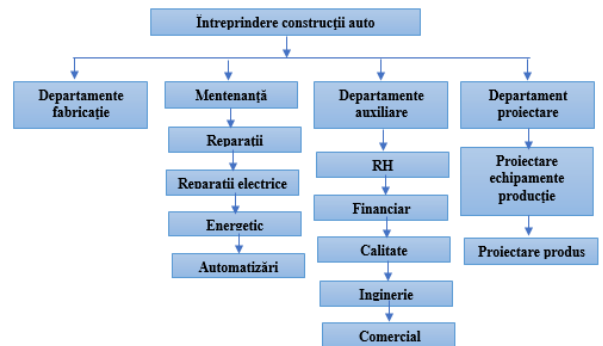 Întreprindere construcții auto
Departamente
fabricație
Mentenanță
Reparații
Reparații electrice
Energetic
Automatizări
Departamente
auxiliare
RH
Financiar
Calitate
Inginerie
Comercial
Departament
proiectare
Proiectare
echipamente
producție
Proiectare produs